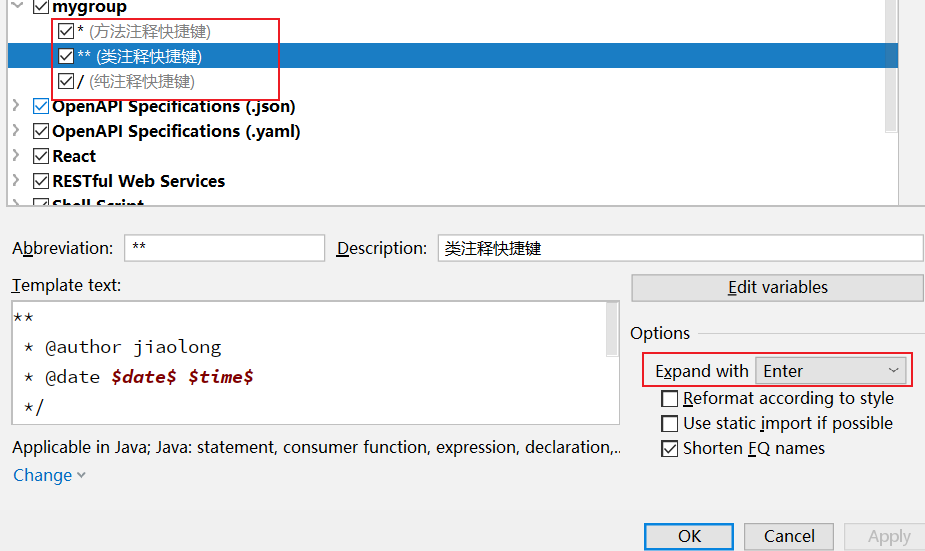 mygroup
* (方法注释快捷键)
** (类注释快捷键)
/ (纯注释快捷键)
OpenAPI Specifications (.json)
OpenAPI Specifications (.yaml)
React
RESTful Web Services
Shell Script
Abbreviation: ** Description: 类注释快捷键
Template text:
Edit variables
**
* @author jiaolong
* @date $date$ $time$
*/
Options
Expand with Enter
Reformat according to style
Use static import if possible
Shorten FQ names
Applicable in Java; Java: statement, consumer function, expression, declaration,..
Change
OK Cancel Apply